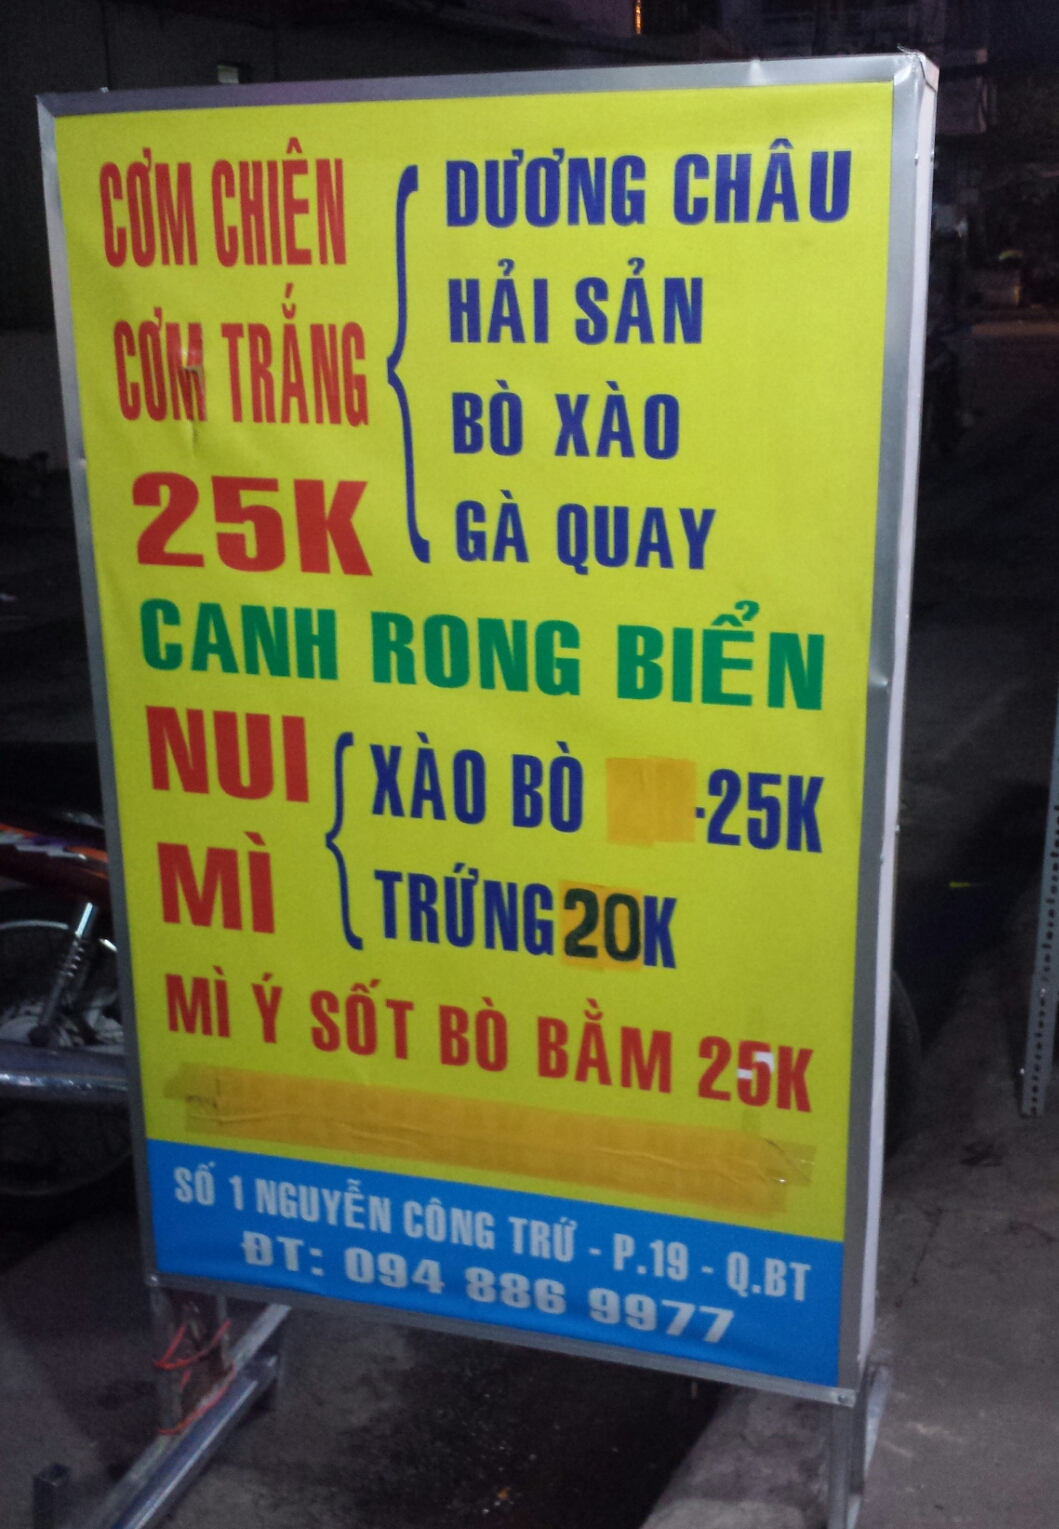 CƠM CHIÊN
CƠM TRẮNG
25K
DƯƠNG CHÂU
HẢI SẢN
BÒ XÀO
GÀ QUAY
CANH RONG BIỂN
NUI
MÌ
XÀO BÒ -25K
TRỨNG 20K
MÌ Ý SỐT BÒ BẰM 25K
SỐ 1 NGUYỄN CÔNG TRỨ - P.19 - Q.BT
ĐT: 094 886 9977